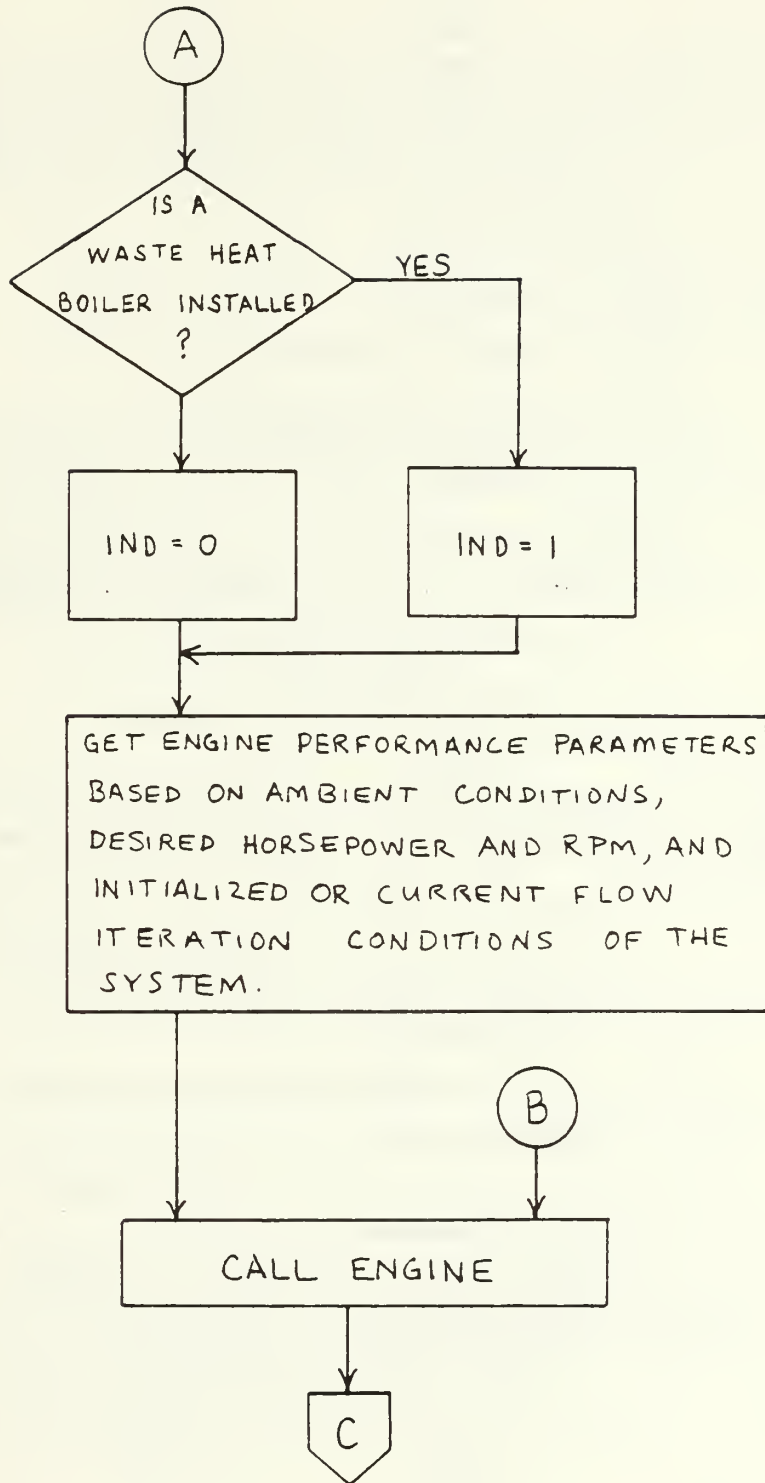 A
IS A
WASTE HEAT
BOILER INSTALLED
?
YES
IND = 0
IND = 1
GET ENGINE PERFORMANCE PARAMETERS
BASED ON AMBIENT CONDITIONS,
DESIRED HORSEPOWER AND RPM, AND
INITIALIZED OR CURRENT FLOW
ITERATION CONDITIONS OF THE
SYSTEM.
B
CALL ENGINE
C